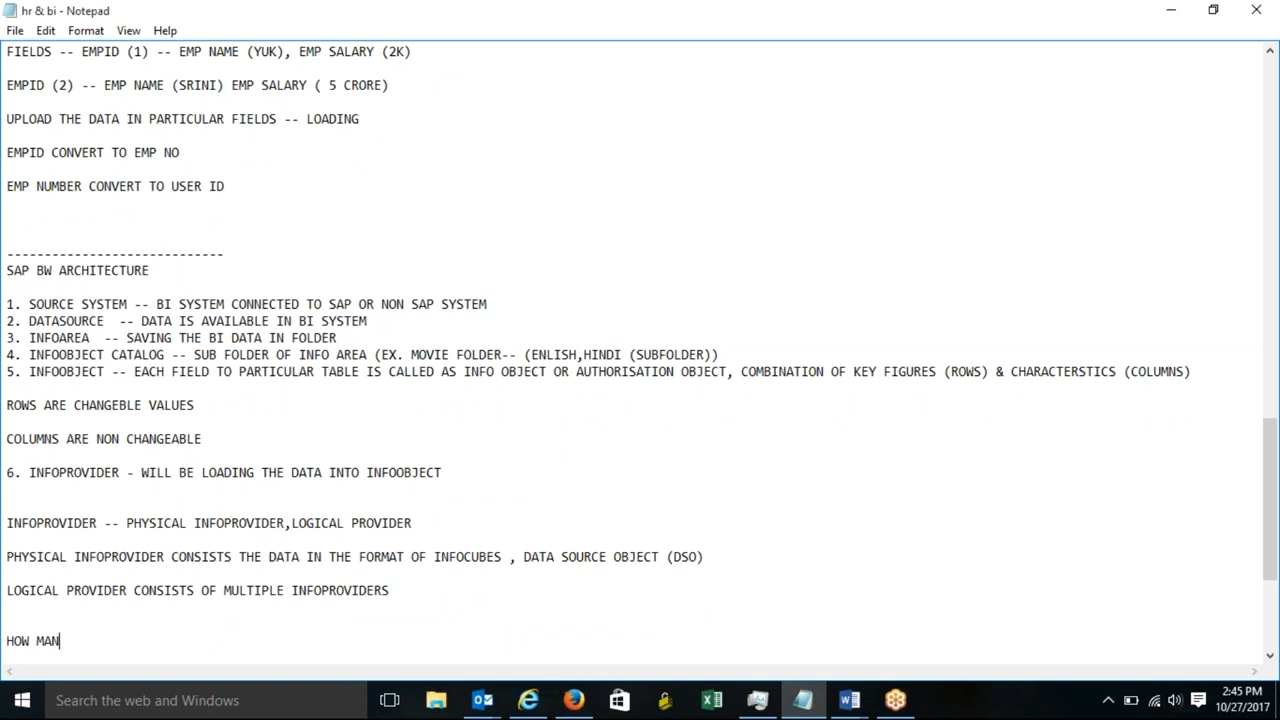 hr & bi - Notepad
File Edit Format View Help
FIELDS -- EMPID (1) -- EMP NAME (YUK), EMP SALARY (2K)
EMPID (2) -- EMP NAME (SRINI) EMP SALARY ( 5 CRORE)
UPLOAD THE DATA IN PARTICULAR FIELDS -- LOADING
EMPID CONVERT TO EMP NO
EMP NUMBER CONVERT TO USER ID
-----------------------------
SAP BW ARCHITECTURE
1. SOURCE SYSTEM -- BI SYSTEM CONNECTED TO SAP OR NON SAP SYSTEM
2. DATASOURCE  -- DATA IS AVAILABLE IN BI SYSTEM
3. INFOAREA  -- SAVING THE BI DATA IN FOLDER
4. INFOOBJECT CATALOG -- SUB FOLDER OF INFO AREA (EX. MOVIE FOLDER-- (ENLISH,HINDI (SUBFOLDER))
5. INFOOBJECT -- EACH FIELD TO PARTICULAR TABLE IS CALLED AS INFO OBJECT OR AUTHORISATION OBJECT, COMBINATION OF KEY FIGURES (ROWS) & CHARACTERSTICS (COLUMNS)
ROWS ARE CHANGEBLE VALUES
COLUMNS ARE NON CHANGEABLE
6. INFOPROVIDER - WILL BE LOADING THE DATA INTO INFOOBJECT
INFOPROVIDER -- PHYSICAL INFOPROVIDER,LOGICAL PROVIDER
PHYSICAL INFOPROVIDER CONSISTS THE DATA IN THE FORMAT OF INFOCUBES , DATA SOURCE OBJECT (DSO)
LOGICAL PROVIDER CONSISTS OF MULTIPLE INFOPROVIDERS
HOW MAN
Search the web and Windows
2:45 PM
10/27/2017